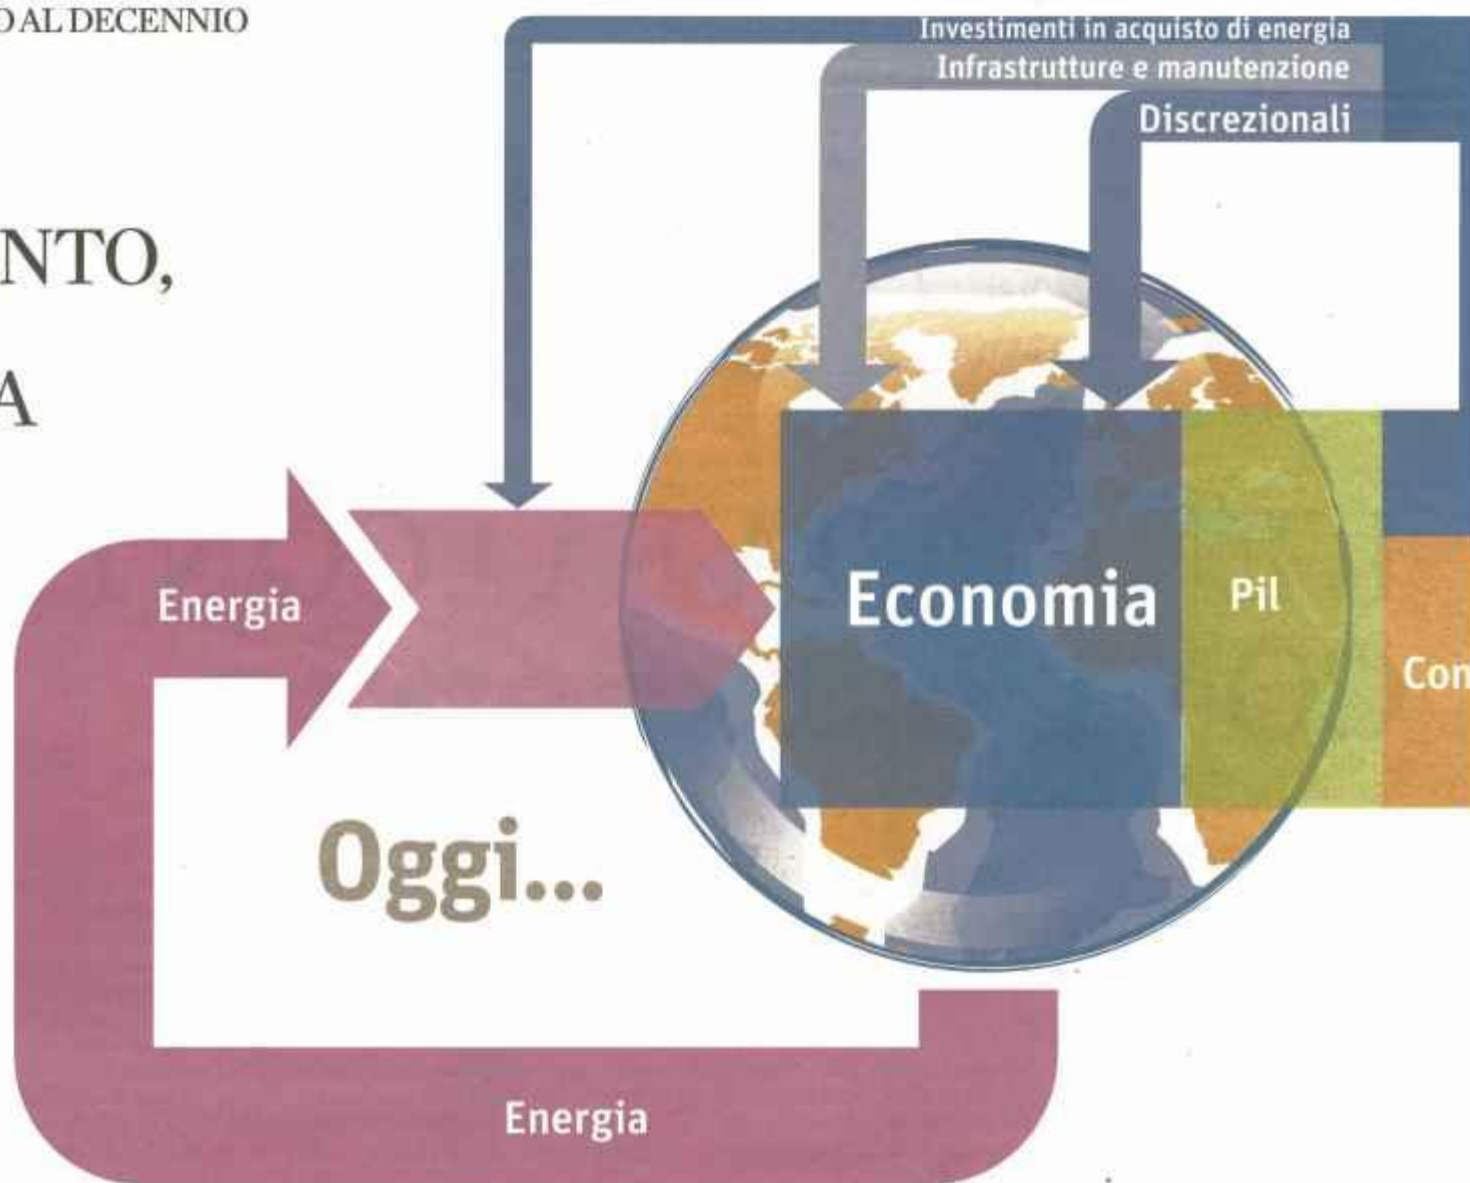 O AL DECENNIO
Investimenti in acquisto di energia
Infrastrutture e manutenzione
Discrezionali
NTO,
A
Energia
Economia
Pil
Con
Oggi...
Energia